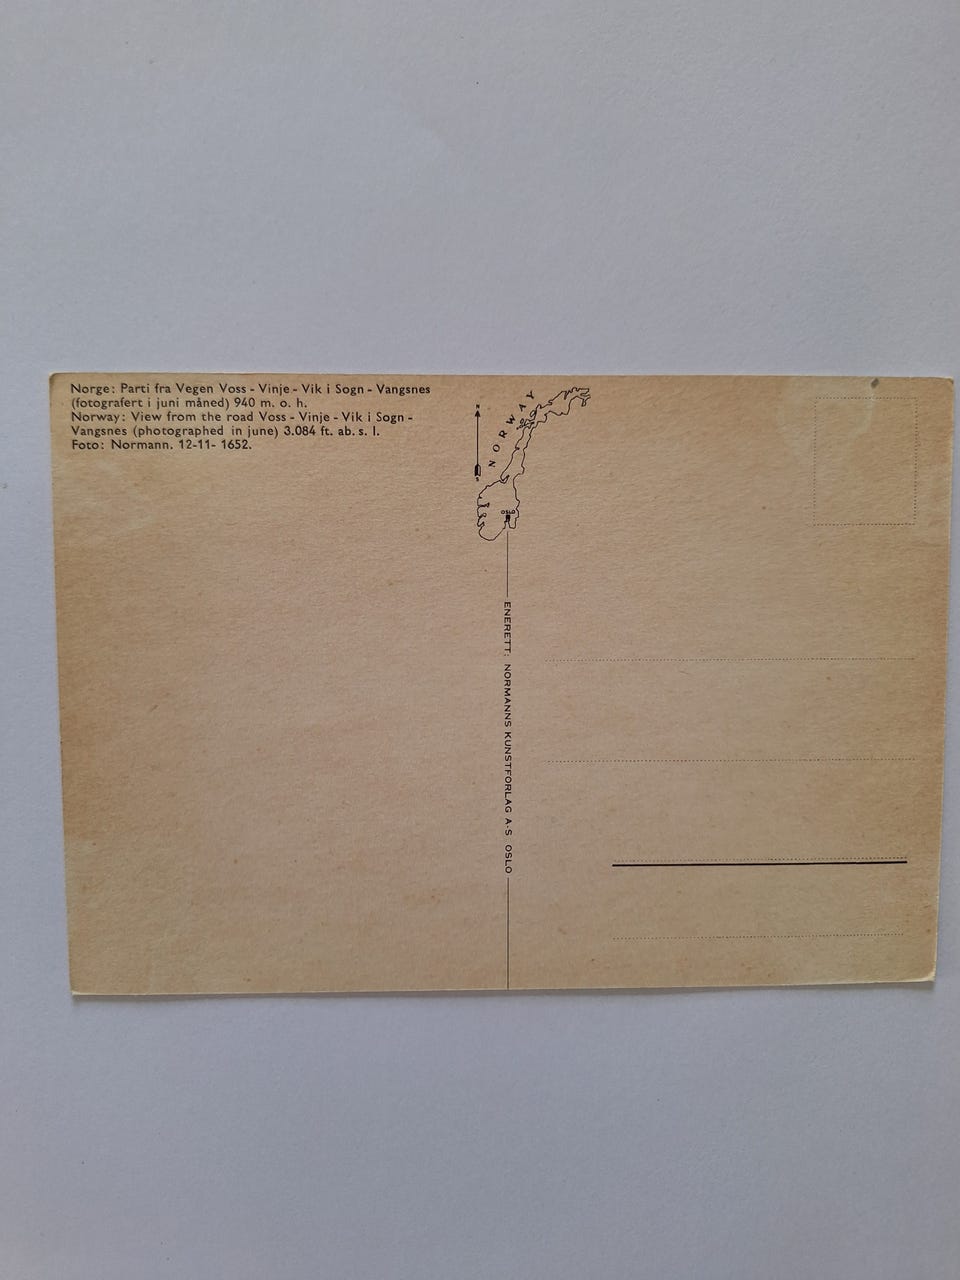 Norge: Parti fra Vegen Voss - Vinje - Vik i Sogn - Vangsnes
(fotografert i juni måned) 940 m. o. h.
Norway: View from the road Voss - Vinje - Vik i Sogn -
Vangsnes (photographed in june) 3.084 ft. ab. s. l.
Foto: Normann. 12-11- 1652.
N
S
NORWAY
OSLO
ENERETT: NORMANNS KUNSTFORLAG A-S OSLO